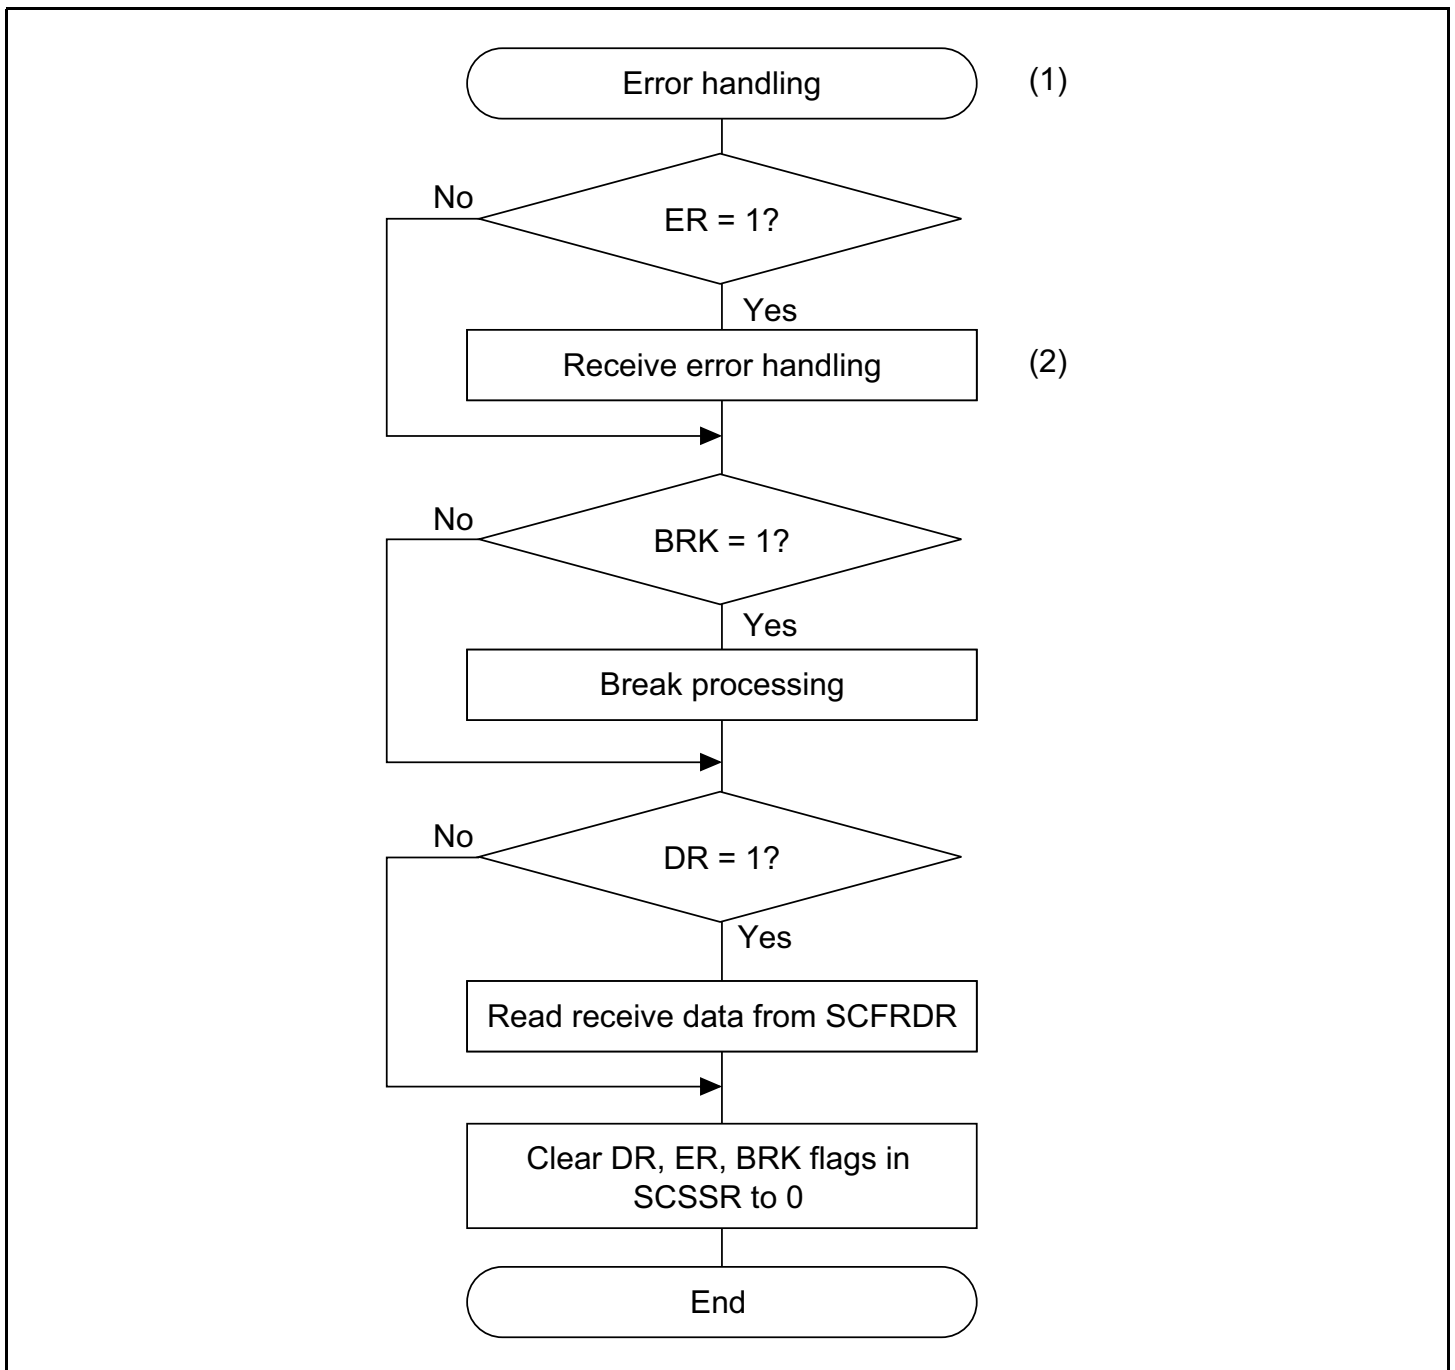 Error handling
(1)
No
ER = 1?
Yes
Receive error handling
(2)
No
BRK = 1?
Yes
Break processing
No
DR = 1?
Yes
Read receive data from SCFRDR
Clear DR, ER, BRK flags in
SCSSR to 0
End